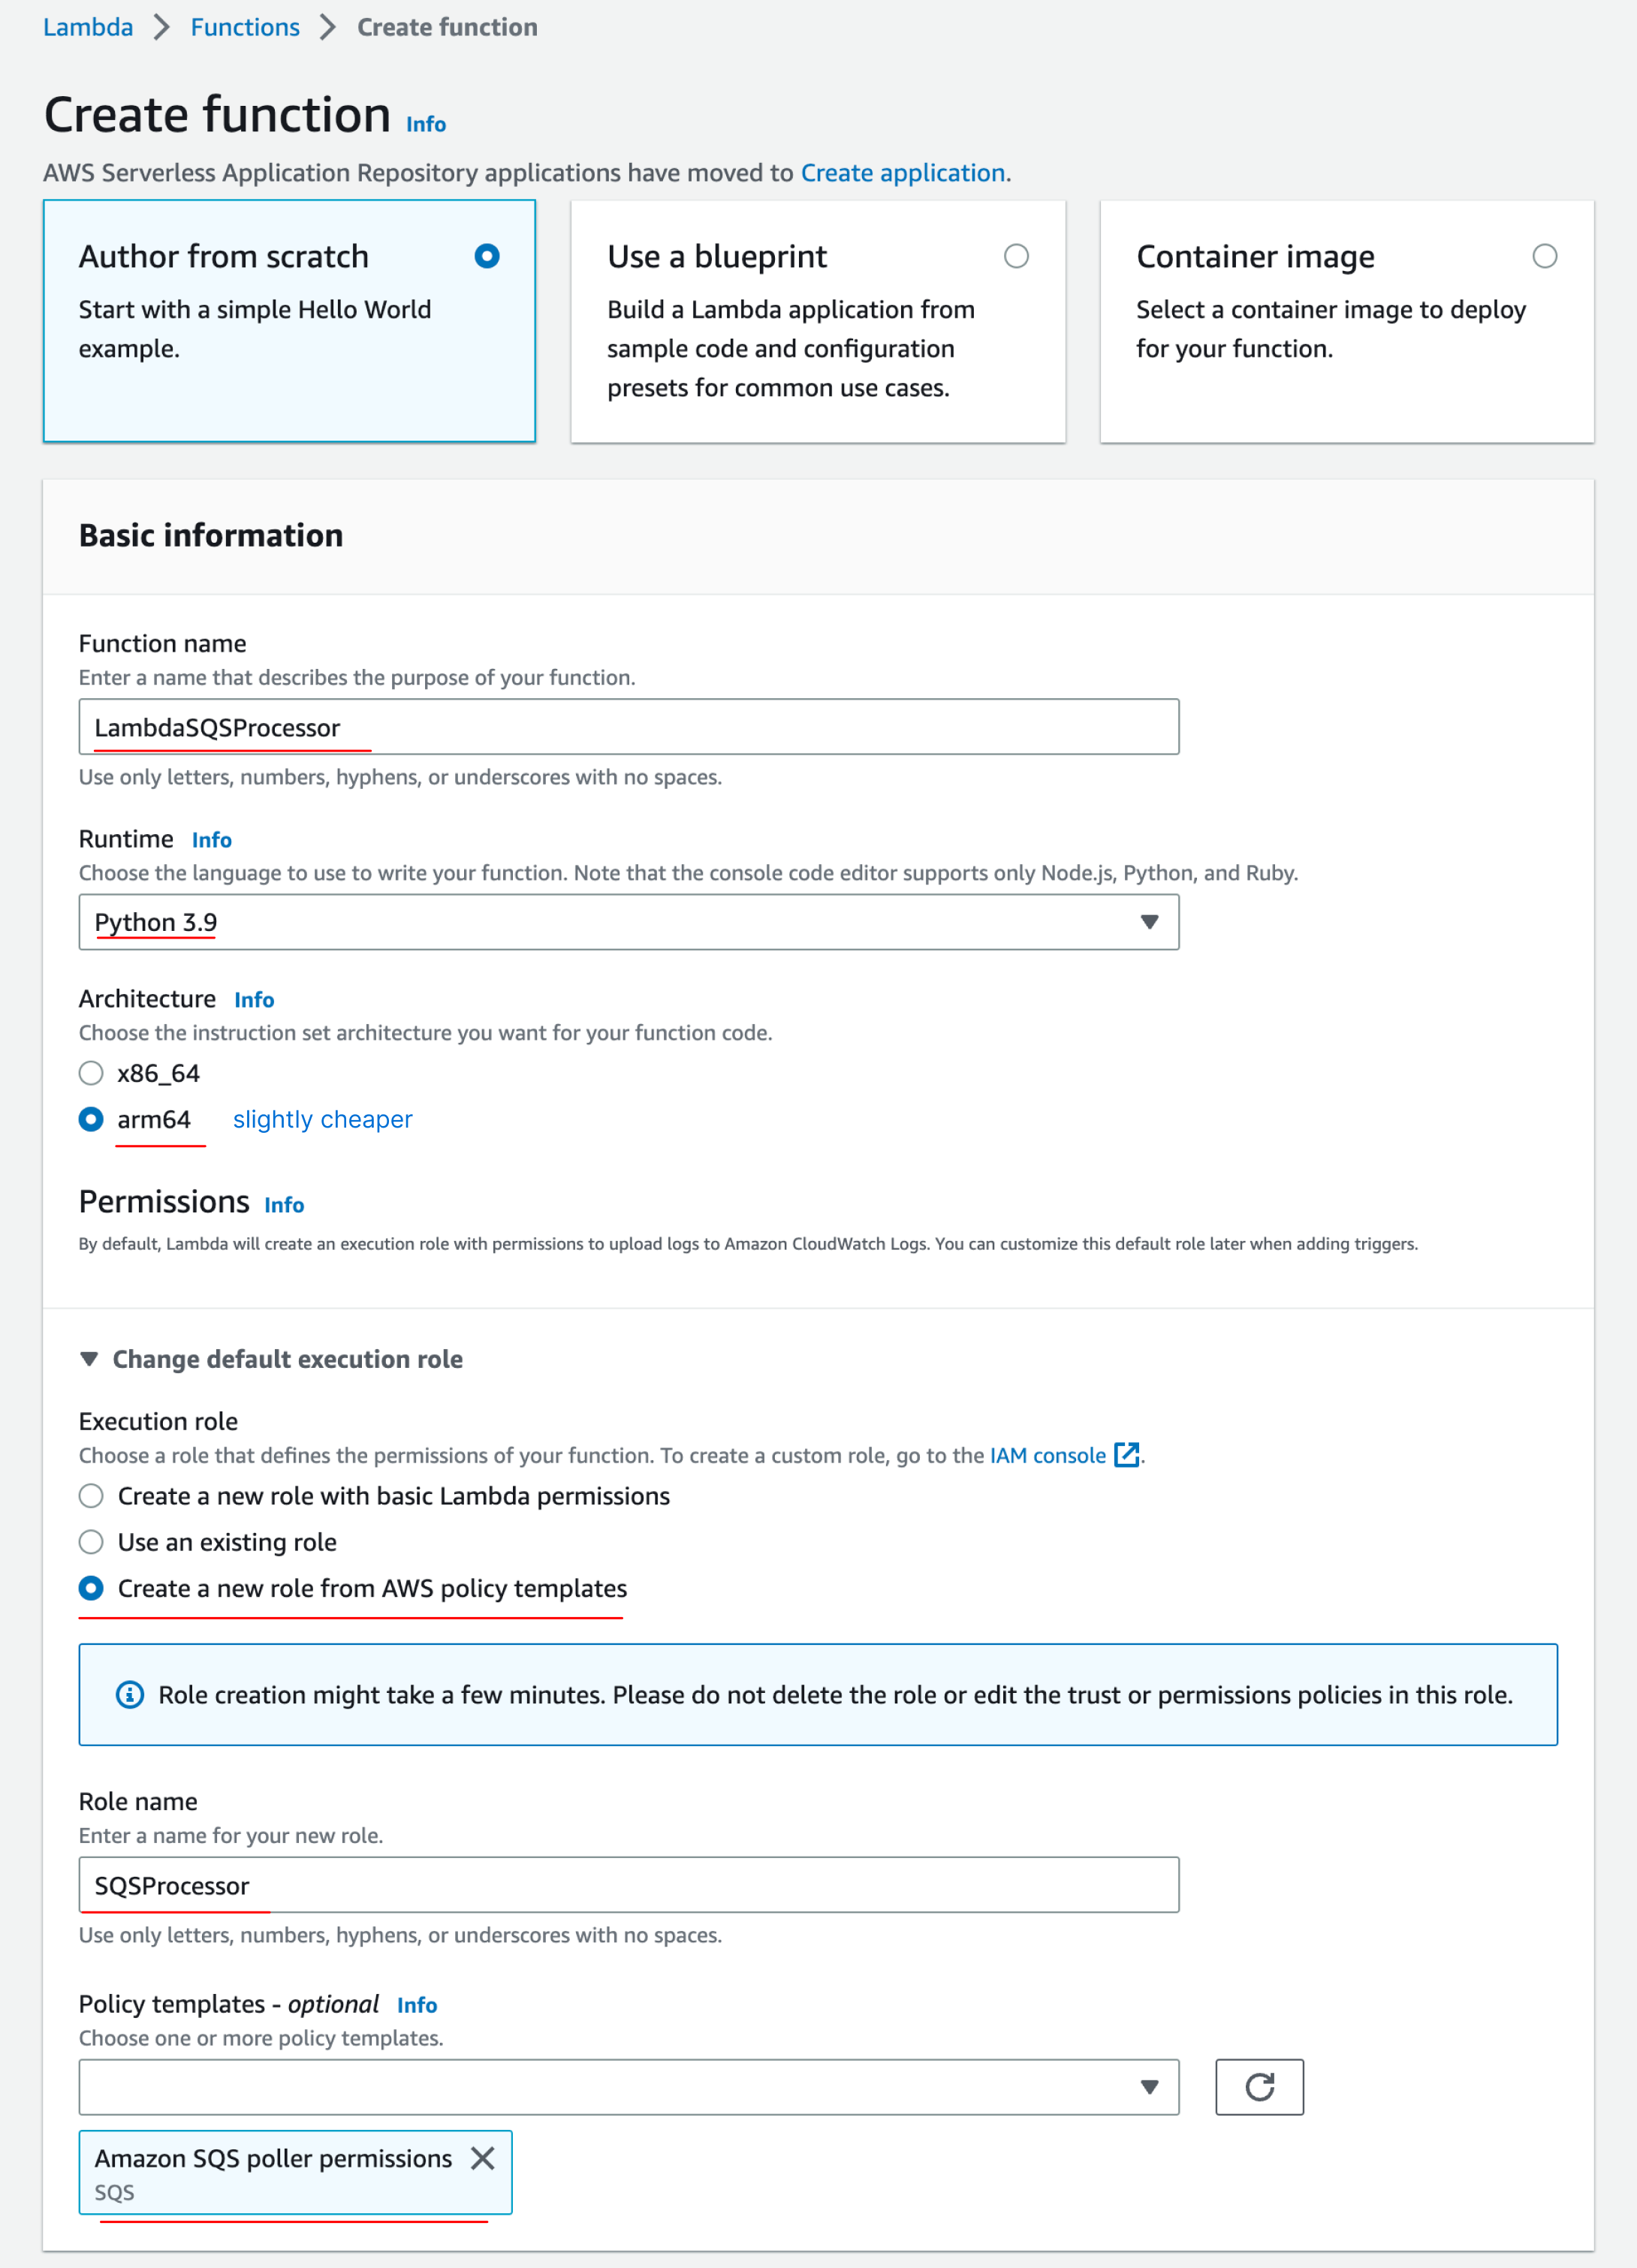 Lambda > Functions > Create function
Create function Info
AWS Serverless Application Repository applications have moved to Create application.
Author from scratch
Start with a simple Hello World
example.
Use a blueprint
Build a Lambda application from
sample code and configuration
presets for common use cases.
Container image
Select a container image to deploy
for your function.
Basic information
Function name
Enter a name that describes the purpose of your function.
LambdaSQSProcessor
Use only letters, numbers, hyphens, or underscores with no spaces.
Runtime Info
Choose the language to use to write your function. Note that the console code editor supports only Node.js, Python, and Ruby.
Python 3.9
Architecture Info
Choose the instruction set architecture you want for your function code.
x86_64
arm64 slightly cheaper
Permissions Info
By default, Lambda will create an execution role with permissions to upload logs to Amazon CloudWatch Logs. You can customize this default role later when adding triggers.
Change default execution role
Execution role
Choose a role that defines the permissions of your function. To create a custom role, go to the IAM console.
Create a new role with basic Lambda permissions
Use an existing role
Create a new role from AWS policy templates
Role creation might take a few minutes. Please do not delete the role or edit the trust or permissions policies in this role.
Role name
Enter a name for your new role.
SQSProcessor
Use only letters, numbers, hyphens, or underscores with no spaces.
Policy templates - optional Info
Choose one or more policy templates.
Amazon SQS poller permissions
SQS